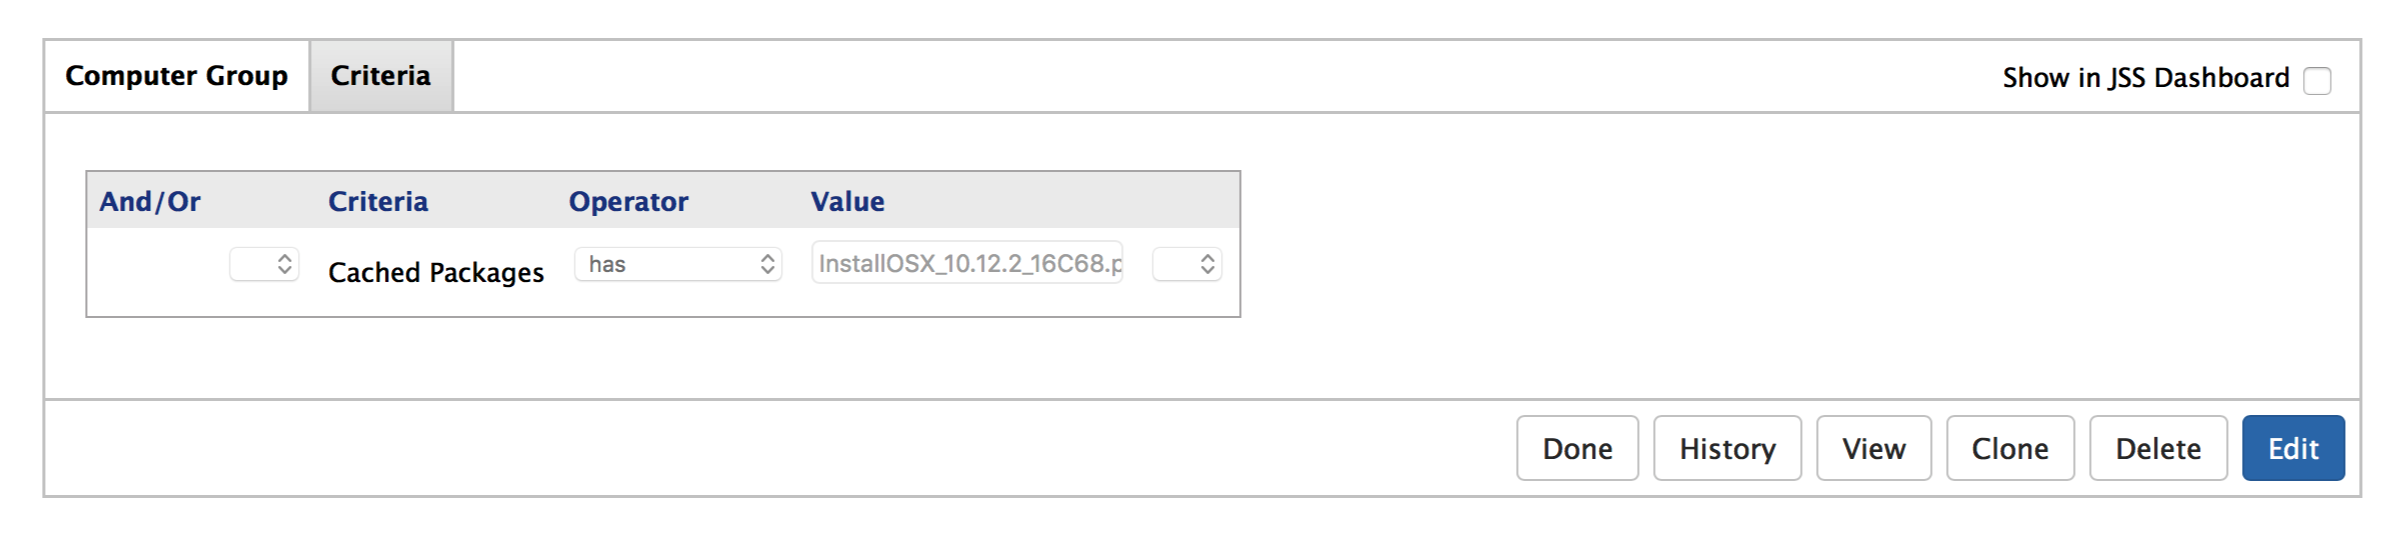 Computer Group Criteria Show in JSS Dashboard
And/Or Criteria Operator Value
Cached Packages has InstallOSX_10.12.2_16C68.p
Done History View Clone Delete Edit